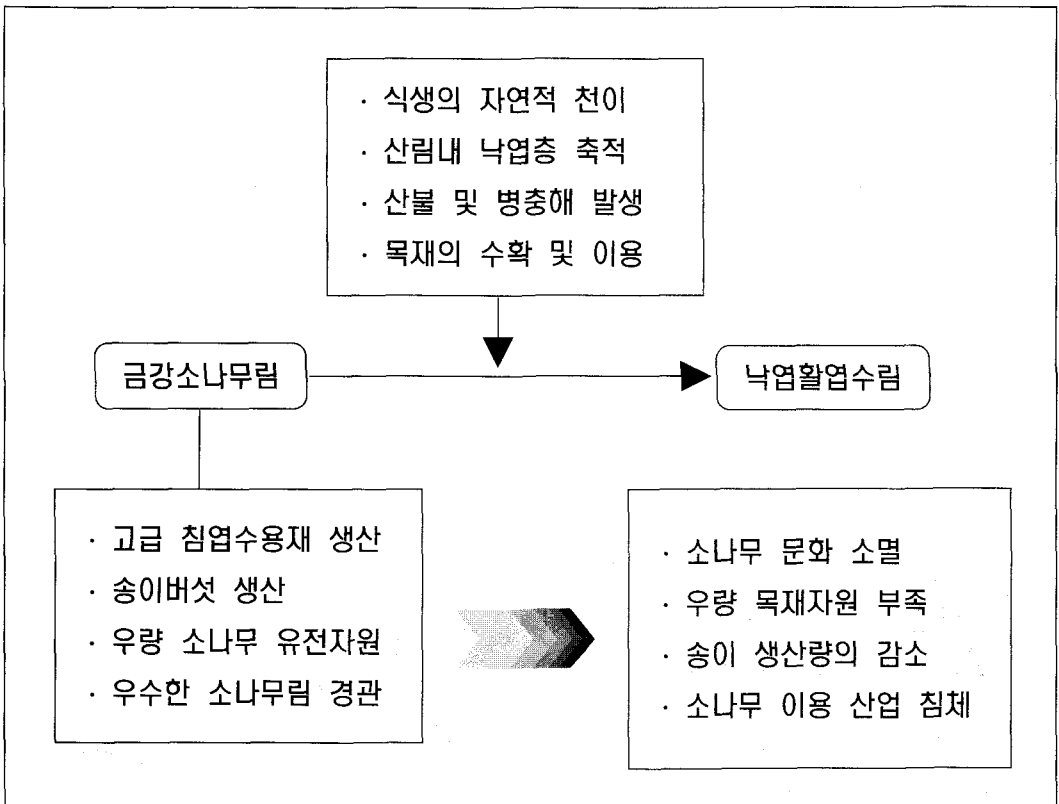 · 식생의 자연적 천이
· 산림내 낙엽층 축적
· 산불 및 병충해 발생
· 목재의 수확 및 이용
금강소나무림
낙엽활엽수림
· 고급 침엽수용재 생산
· 송이버섯 생산
· 우량 소나무 유전자원
· 우수한 소나무림 경관
· 소나무 문화 소멸
· 우량 목재자원 부족
· 송이 생산량의 감소
· 소나무 이용 산업 침체